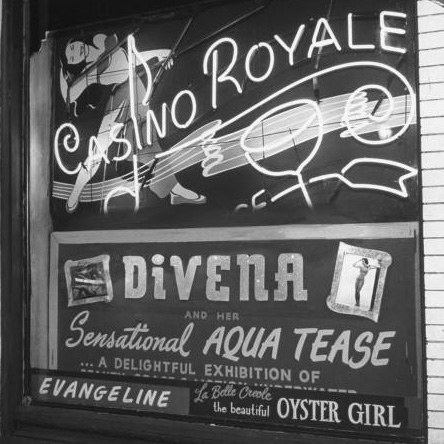 CASINO ROYALE
DiVENA
AND HER
Sensational AQUA TEASE
... A DELIGHTFUL EXHIBITION OF
UNDERWATER
EVANGELINE
La Belle Creole
the beautiful OYSTER GIRL